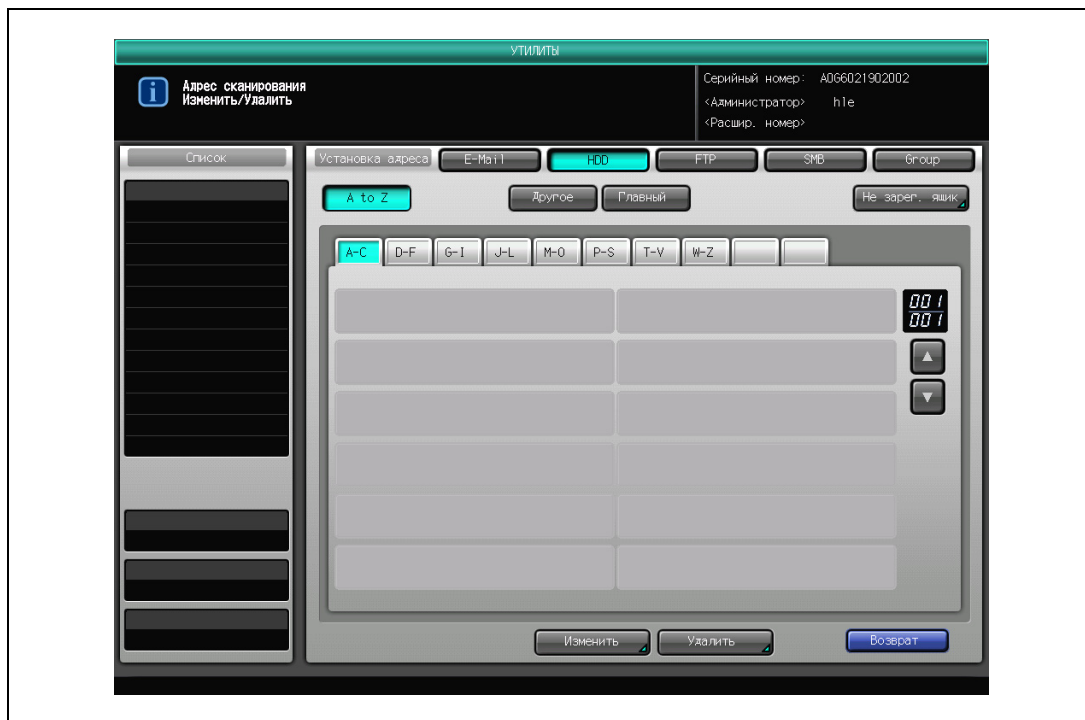 УТИЛИТЫ
Адрес сканирования
Изменить/Удалить
Серийный номер: A0G6021902002
<Администратор> hle
<Расшир. номер>
Список
Установка адреса E-Mail HDD FTP SMB Group
A to Z Другое Главный Не зарег. ящик
A-C D-F G-I J-L M-O P-S T-V W-Z
001
001
Изменить Удалить Возврат